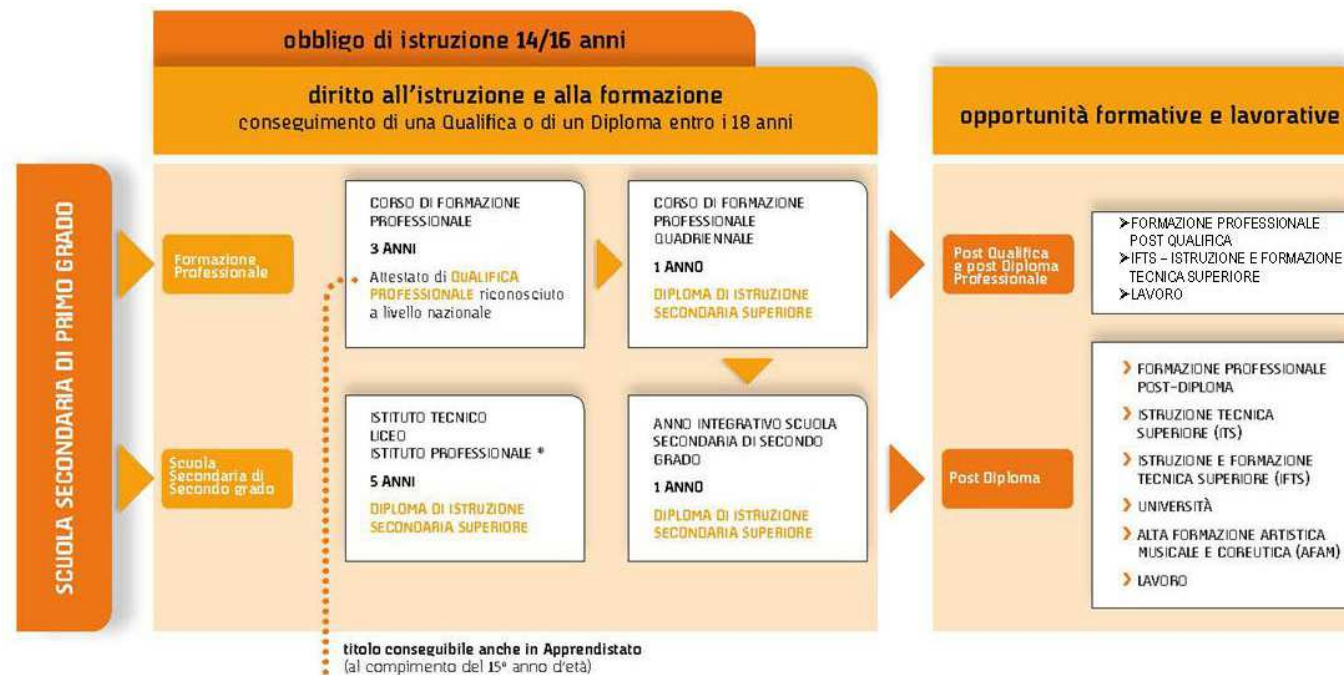 obbligo di istruzione 14/16 anni
diritto all'istruzione e alla formazione
conseguimento di una Qualifica o di un Diploma entro i 18 anni
opportunità formative e lavorative
SCUOLA SECONDARIA DI PRIMO GRADO
Formazione
Professionale
CORSO DI FORMAZIONE
PROFESSIONALE
3 ANNI
Attestato di QUALIFICA
PROFESSIONALE riconosciuto
a livello nazionale
CORSO DI FORMAZIONE
PROFESSIONALE
QUADRIENNALE
1 ANNO
DIPLOMA DI ISTRUZIONE
SECONDARIA SUPERIORE
Post Qualifica
e post Diploma
Professionale
➢FORMAZIONE PROFESSIONALE
POST QUALIFICA
➢IFTS – ISTRUZIONE E FORMAZIONE
TECNICA SUPERIORE
➢LAVORO
Scuola
Secondaria di
Secondo grado
ISTITUTO TECNICO
LICEO
ISTITUTO PROFESSIONALE *
5 ANNI
DIPLOMA DI ISTRUZIONE
SECONDARIA SUPERIORE
ANNO INTEGRATIVO SCUOLA
SECONDARIA DI SECONDO
GRADO
1 ANNO
DIPLOMA DI ISTRUZIONE
SECONDARIA SUPERIORE
Post Diploma
FORMAZIONE PROFESSIONALE
POST-DIPLOMA
ISTRUZIONE TECNICA
SUPERIORE (ITS)
ISTRUZIONE E FORMAZIONE
TECNICA SUPERIORE (IFTS)
UNIVERSITÀ
ALTA FORMAZIONE ARTISTICA
MUSICALE E COREUTICA (AFAM)
LAVORO
titolo conseguibile anche in Apprendistato
(al compimento del 15° anno d'età)